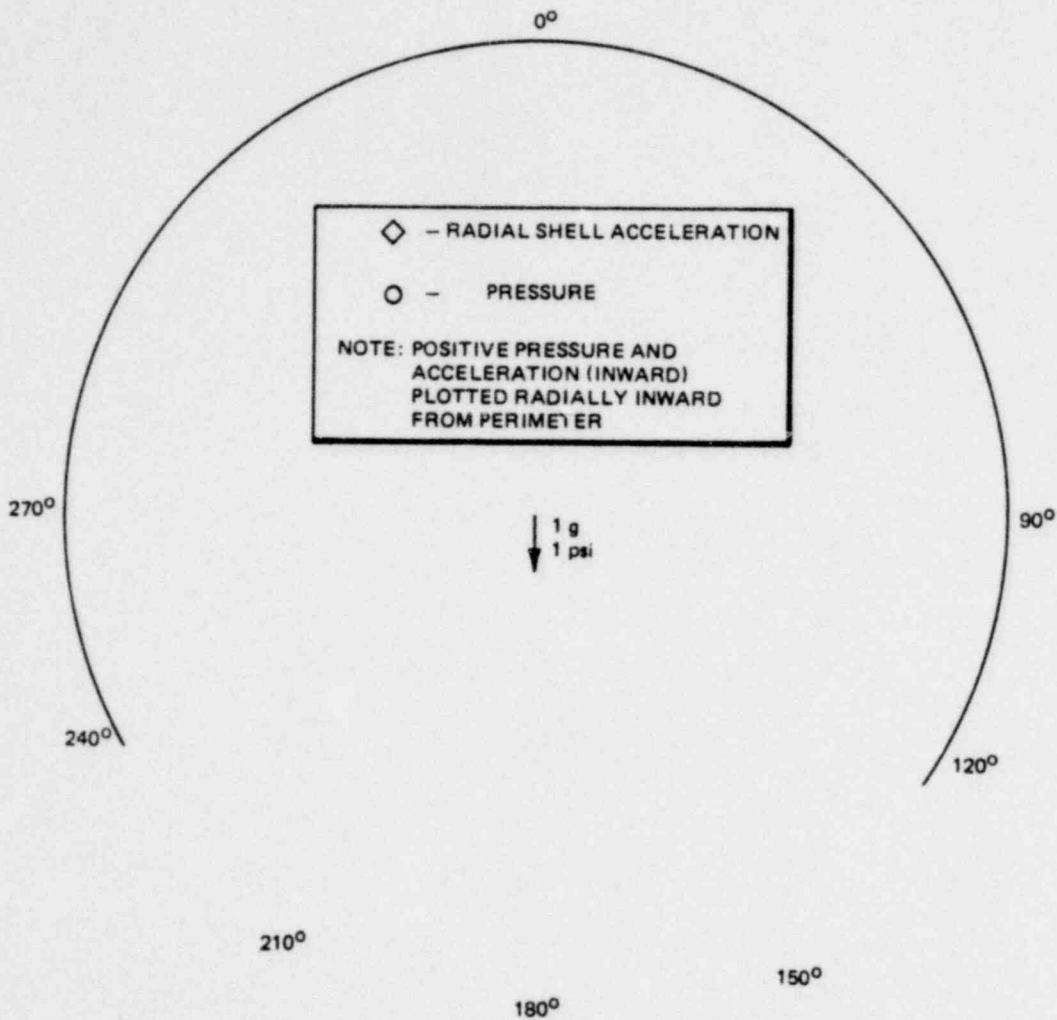 0°
◇ – RADIAL SHELL ACCELERATION
○ – PRESSURE
NOTE: POSITIVE PRESSURE AND
ACCELERATION (INWARD)
PLOTTED RADIALLY INWARD
FROM PERIMETER
270°
1 g
1 psi
90°
240°
120°
210°
150°
180°